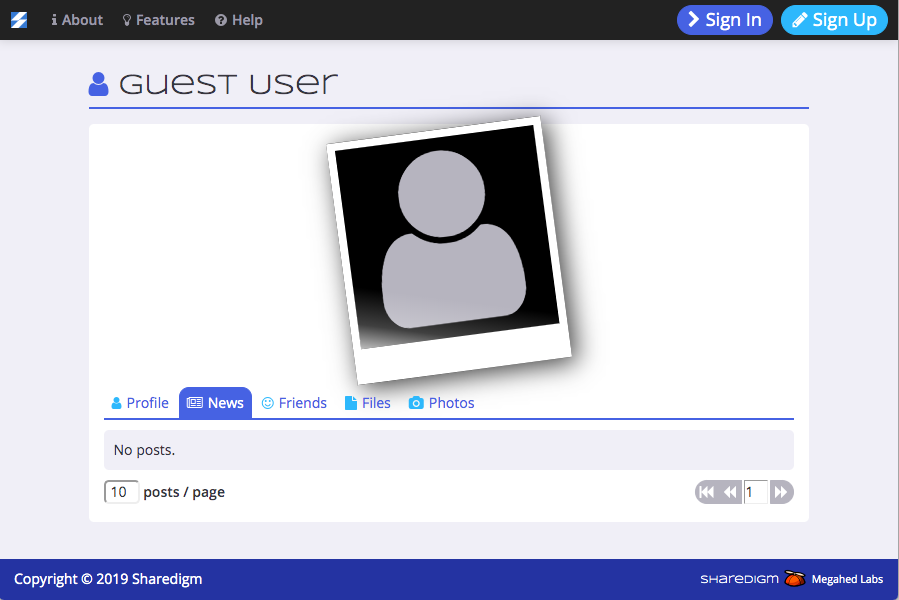 About Features Help Sign In Sign Up
Guest User
Profile News Friends Files Photos
No posts.
10 posts / page 1
Copyright © 2019 Sharedigm SHAREDIGM Megahed Labs